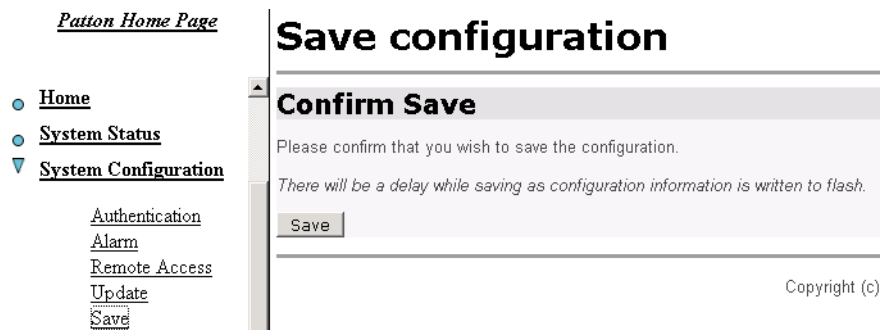 Patton Home Page
Home
System Status
System Configuration
Authentication
Alarm
Remote Access
Update
Save
Save configuration
Confirm Save
Please confirm that you wish to save the configuration.
There will be a delay while saving as configuration information is written to flash.
Save
Copyright (c)